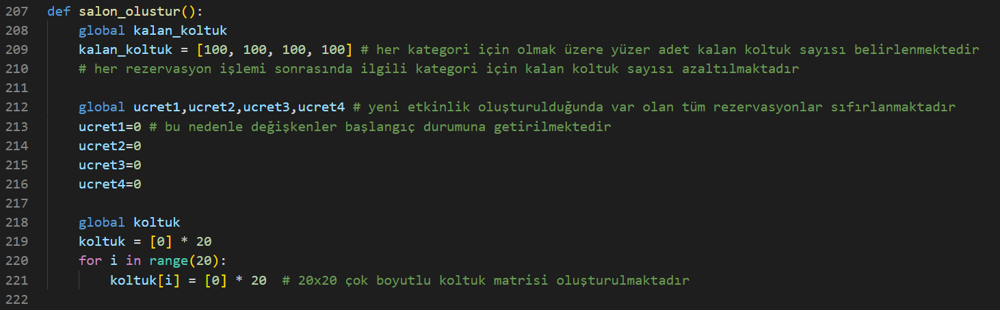 207 def salon_olustur():
208     global kalan_koltuk
209     kalan_koltuk = [100, 100, 100, 100] # her kategori için olmak üzere yüzer adet kalan koltuk sayısı belirlenmektedir
210     # her rezervasyon işlemi sonrasında ilgili kategori için kalan koltuk sayısı azaltılmaktadır
211
212     global ucret1,ucret2,ucret3,ucret4 # yeni etkinlik oluşturulduğunda var olan tüm rezervasyonlar sıfırlanmaktadır
213     ucret1=0 # bu nedenle değişkenler başlangıç durumuna getirilmektedir
214     ucret2=0
215     ucret3=0
216     ucret4=0
217
218     global koltuk
219     koltuk = [0] * 20
220     for i in range(20):
221         koltuk[i] = [0] * 20  # 20x20 çok boyutlu koltuk matrisi oluşturulmaktadır
222